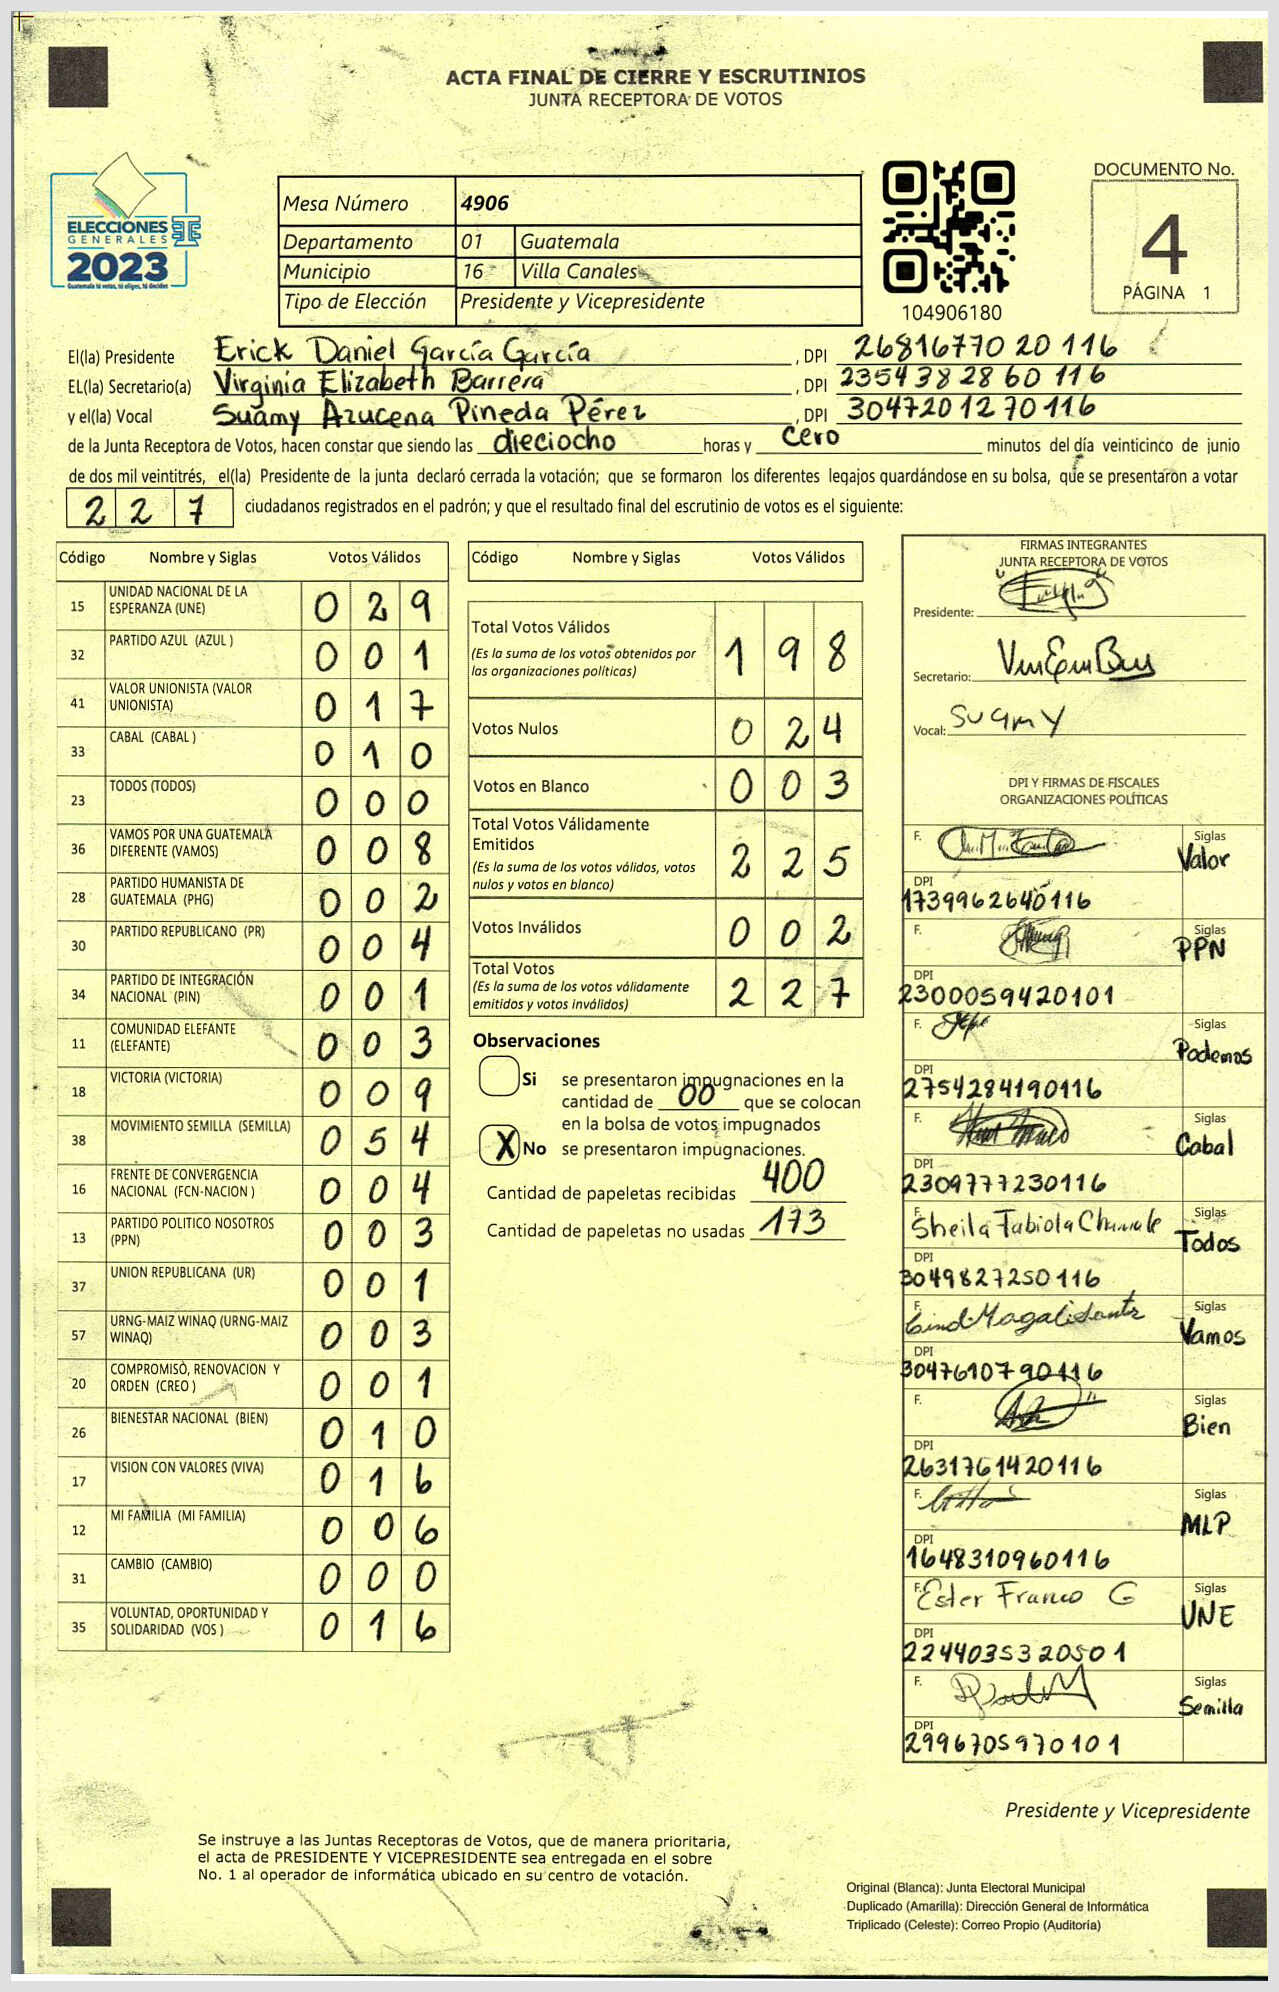 ACTA FINAL DE CIERRE Y ESCRUTINIOS
JUNTA RECEPTORA DE VOTOS
ELECCIONES
GENERALES
2023
Guatemala tú votas, tú eliges, tú decides
Mesa Número 4906
Departamento 01 Guatemala
Municipio 16 Villa Canales
Tipo de Elección Presidente y Vicepresidente
104906180
DOCUMENTO No.
4
PÁGINA 1
El(la) Presidente Erick Daniel García García, DPI 26816770 20 116
EL(la) Secretario(a) Virginia Elizabeth Barrera, DPI 2354382860 116
y el(la) Vocal Suamy Azucena Pineda Pérez, DPI 3047201270116
de la Junta Receptora de Votos, hacen constar que siendo las dieciocho horas y cero minutos del día veinticinco de junio
de dos mil veintitrés, el(la) Presidente de la junta declaró cerrada la votación; que se formaron los diferentes legajos quardándose en su bolsa, que se presentaron a votar
2 2 7 ciudadanos registrados en el padrón; y que el resultado final del escrutinio de votos es el siguiente:
Código Nombre y Siglas Votos Válidos
15 UNIDAD NACIONAL DE LA ESPERANZA (UNE) 0 2 9
32 PARTIDO AZUL (AZUL ) 0 0 1
41 VALOR UNIONISTA (VALOR UNIONISTA) 0 1 7
33 CABAL (CABAL ) 0 1 0
23 TODOS (TODOS) 0 0 0
36 VAMOS POR UNA GUATEMALA DIFERENTE (VAMOS) 0 0 8
28 PARTIDO HUMANISTA DE GUATEMALA (PHG) 0 0 2
30 PARTIDO REPUBLICANO (PR) 0 0 4
34 PARTIDO DE INTEGRACIÓN NACIONAL (PIN) 0 0 1
11 COMUNIDAD ELEFANTE (ELEFANTE) 0 0 3
18 VICTORIA (VICTORIA) 0 0 9
38 MOVIMIENTO SEMILLA (SEMILLA) 0 5 4
16 FRENTE DE CONVERGENCIA NACIONAL (FCN-NACION ) 0 0 4
13 PARTIDO POLITICO NOSOTROS (PPN) 0 0 3
37 UNION REPUBLICANA (UR) 0 0 1
57 URNG-MAIZ WINAQ (URNG-MAIZ WINAQ) 0 0 3
20 COMPROMISO, RENOVACION Y ORDEN (CREO ) 0 0 1
26 BIENESTAR NACIONAL (BIEN) 0 1 0
17 VISION CON VALORES (VIVA) 0 1 6
12 MI FAMILIA (MI FAMILIA) 0 0 6
31 CAMBIO (CAMBIO) 0 0 0
35 VOLUNTAD, OPORTUNIDAD Y SOLIDARIDAD (VOS ) 0 1 6
Código Nombre y Siglas Votos Válidos
Total Votos Válidos 1 9 8
(Es la suma de los votos obtenidos por
las organizaciones políticas)
Votos Nulos 0 2 4
Votos en Blanco 0 0 3
Total Votos Válidamente
Emitidos 2 2 5
(Es la suma de los votos válidos, votos
nulos y votos en blanco)
Votos Inválidos 0 0 2
Total Votos
(Es la suma de los votos válidamente
emitidos y votos inválidos) 2 2 7
Observaciones
Si se presentaron impugnaciones en la
cantidad de 00 que se colocan
en la bolsa de votos impugnados
X No se presentaron impugnaciones.
Cantidad de papeletas recibidas 400
Cantidad de papeletas no usadas 173
FIRMAS INTEGRANTES
JUNTA RECEPTORA DE VOTOS
Presidente:
Secretario:
Vocal: Suamy
DPI Y FIRMAS DE FISCALES
ORGANIZACIONES POLÍTICAS
F. Siglas Valor
DPI 1739962640116
F. Siglas PPN
DPI 2300059420101
F. Siglas Podemos
DPI 2754284190116
F. Siglas Cabal
DPI 2309777230116
F. Sheila Fabiola Siglas Todos
DPI 3049827250116
F. Magali Siglas Vamos
DPI 3047610790116
F. Siglas Bien
DPI 2631761420116
F. Siglas MLP
DPI 1648310960116
F. Ester Franco G Siglas UNE
DPI 2244035320501
F. Siglas Semilla
DPI 2996705970101
Presidente y Vicepresidente
Se instruye a las Juntas Receptoras de Votos, que de manera prioritaria,
el acta de PRESIDENTE Y VICEPRESIDENTE sea entregada en el sobre
No. 1 al operador de informática ubicado en su centro de votación.
Original (Blanca): Junta Electoral Municipal
Duplicado (Amarilla): Dirección General de Informática
Triplicado (Celeste): Correo Propio (Auditoría)